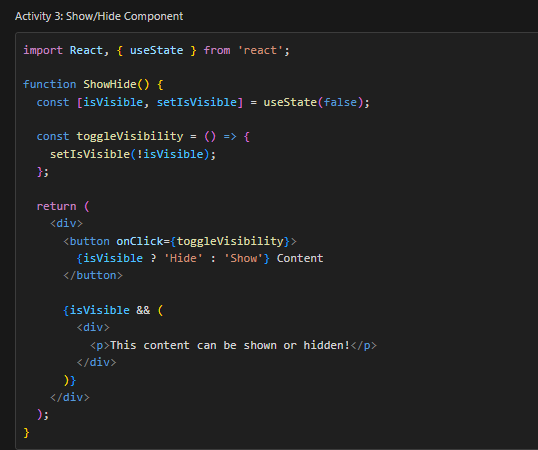 Activity 3: Show/Hide Component
import React, { useState } from 'react';
function ShowHide() {
  const [isVisible, setIsVisible] = useState(false);
  const toggleVisibility = () => {
    setIsVisible(!isVisible);
  };
  return (
    <div>
      <button onClick={toggleVisibility}>
        {isVisible ? 'Hide' : 'Show'} Content
      </button>
      {isVisible && (
        <div>
          <p>This content can be shown or hidden!</p>
        </div>
      )}
    </div>
  );
}